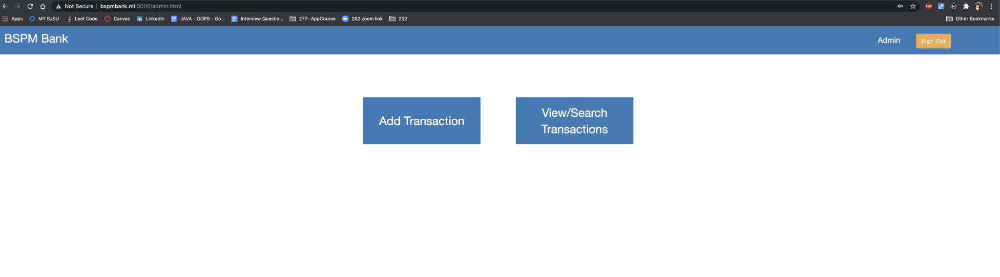 Not Secure bspmbank.ml:3000/admin.html
ABP
Apps MY SJSU Leet Code Canvas LinkedIn JAVA - OOPS - Go... Interview Questio... 277- AppCourse 282 zoom link 202 Other Bookmarks
BSPM Bank Admin Sign Out
Add Transaction
View/Search
Transactions